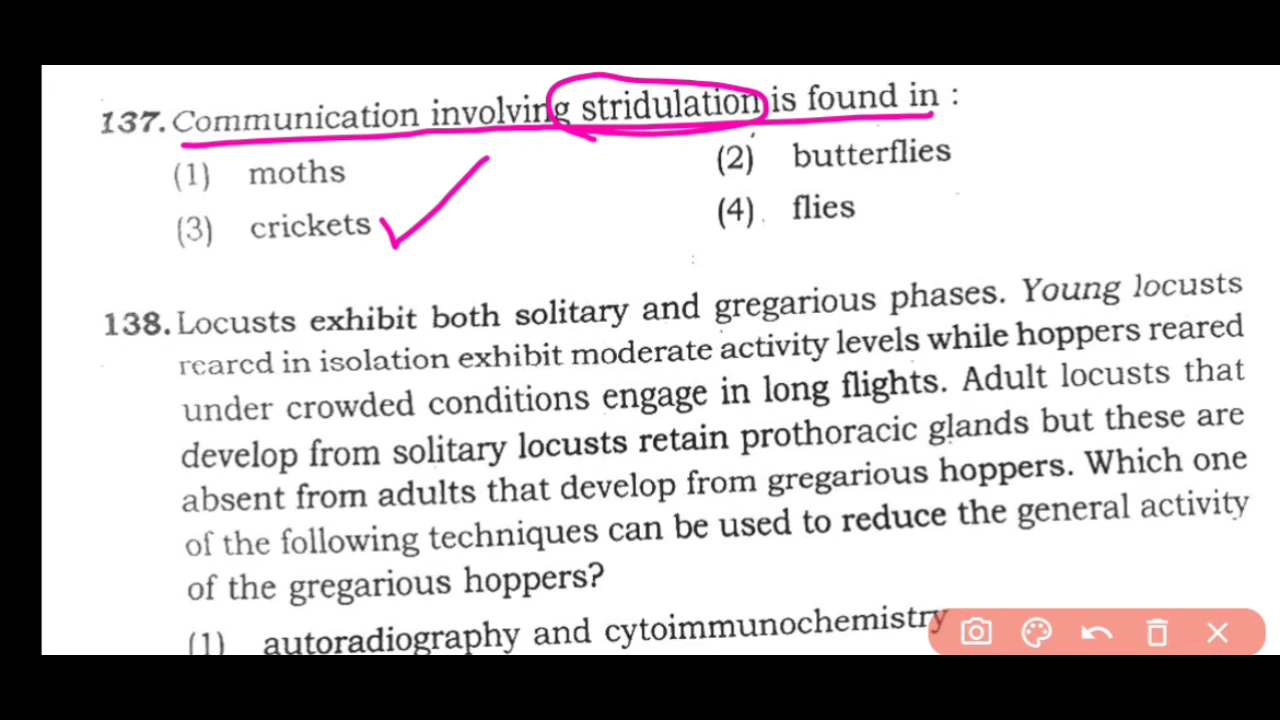 137. Communication involving stridulation is found in :
(1) moths (2) butterflies
(3) crickets (4) flies
138. Locusts exhibit both solitary and gregarious phases. Young locusts
reared in isolation exhibit moderate activity levels while hoppers reared
under crowded conditions engage in long flights. Adult locusts that
develop from solitary locusts retain prothoracic glands but these are
absent from adults that develop from gregarious hoppers. Which one
of the following techniques can be used to reduce the general activity
of the gregarious hoppers?
(1) autoradiography and cytoimmunochemistry